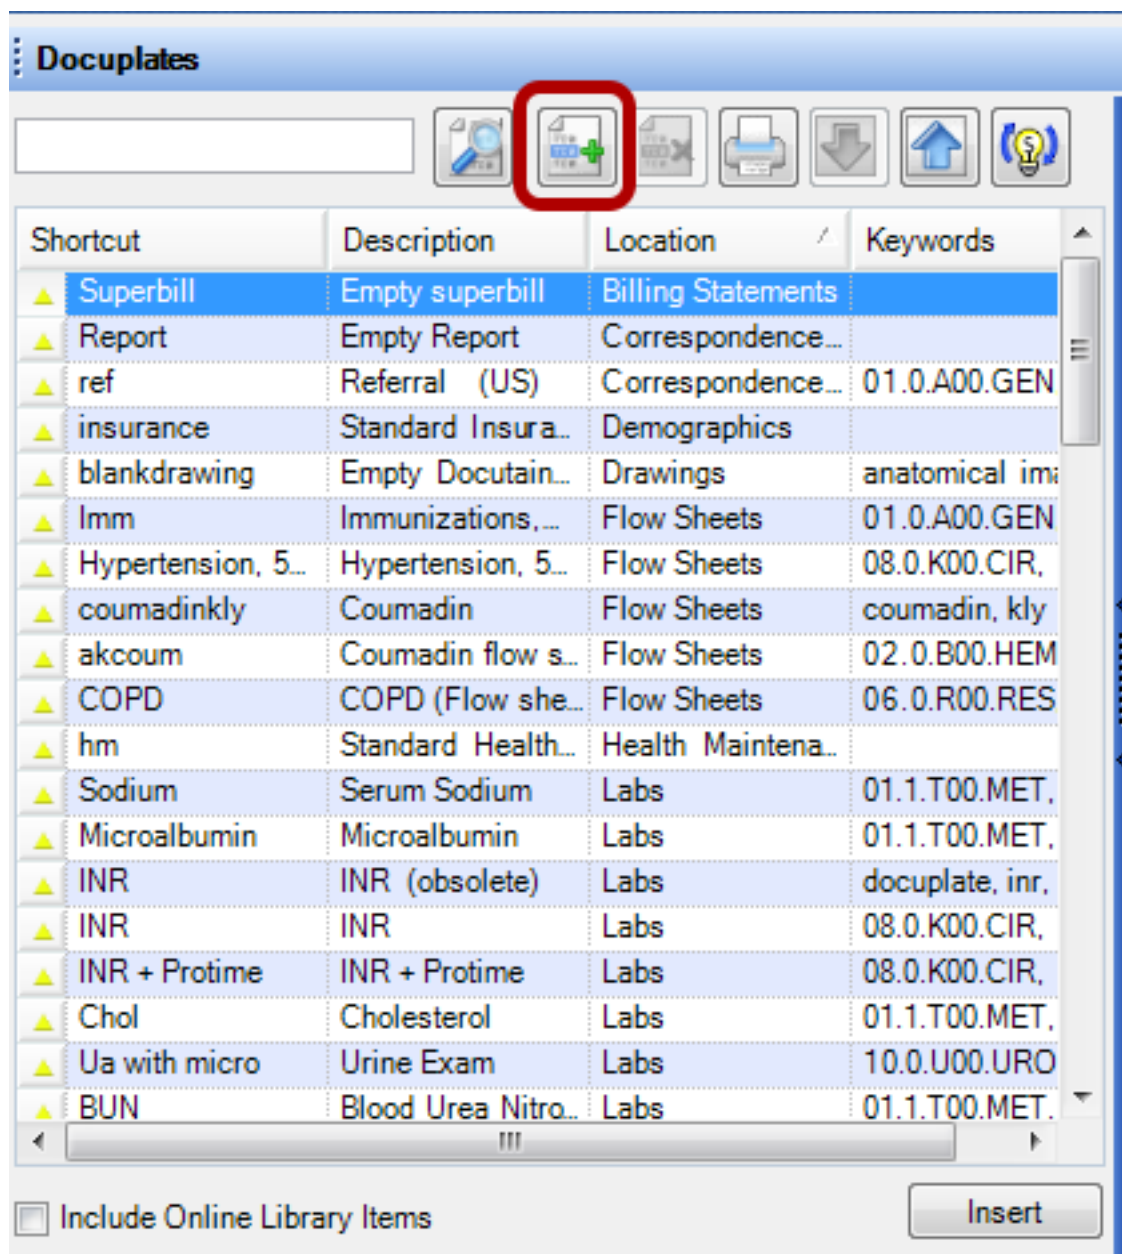 Docuplates
Shortcut Description Location Keywords
Superbill Empty superbill Billing Statements
Report Empty Report Correspondence...
ref Referral (US) Correspondence... 01.0.A00.GEN
insurance Standard Insura... Demographics
blankdrawing Empty Docutain... Drawings anatomical ima
Imm Immunizations,... Flow Sheets 01.0.A00.GEN
Hypertension, 5... Hypertension, 5... Flow Sheets 08.0.K00.CIR,
coumadinkly Coumadin Flow Sheets coumadin, kly
akcoum Coumadin flow s... Flow Sheets 02.0.B00.HEM
COPD COPD (Flow she... Flow Sheets 06.0.R00.RES
hm Standard Health... Health Maintena...
Sodium Serum Sodium Labs 01.1.T00.MET,
Microalbumin Microalbumin Labs 01.1.T00.MET,
INR INR (obsolete) Labs docuplate, inr,
INR INR Labs 08.0.K00.CIR,
INR + Protime INR + Protime Labs 08.0.K00.CIR,
Chol Cholesterol Labs 01.1.T00.MET,
Ua with micro Urine Exam Labs 10.0.U00.URO
BUN Blood Urea Nitro... Labs 01.1.T00.MET.
Include Online Library Items Insert